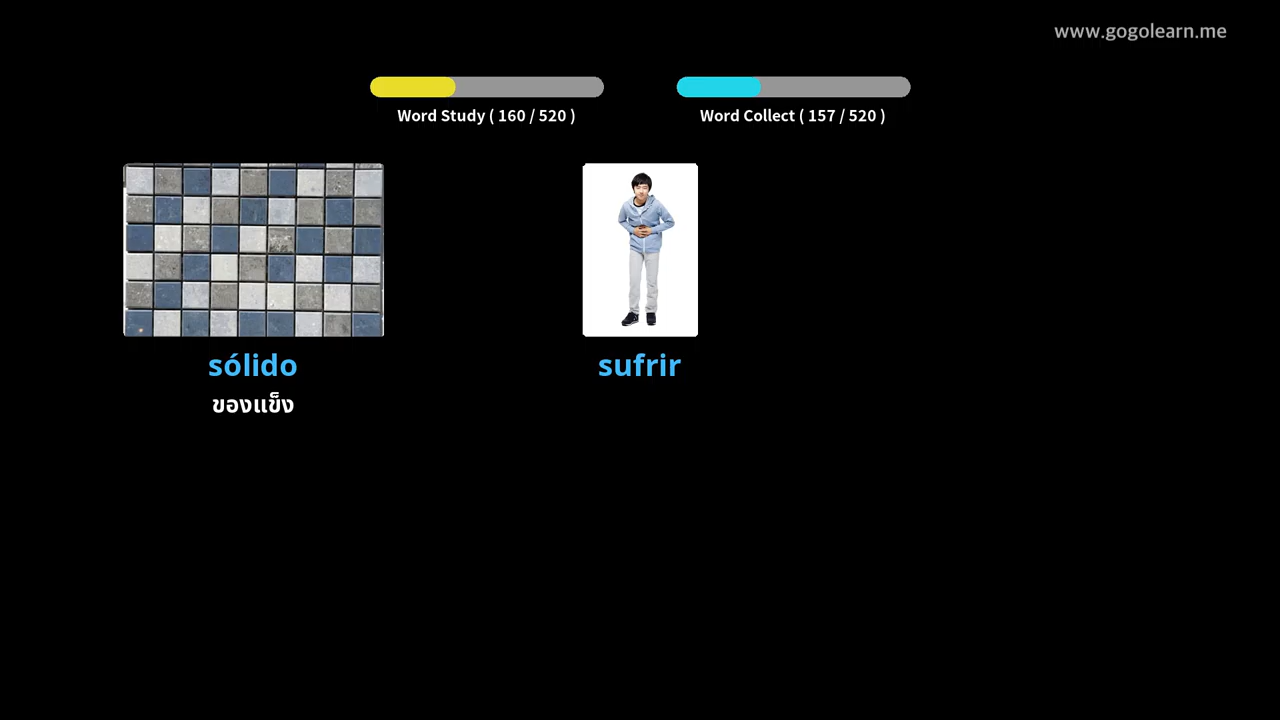 www.gogolearn.me
Word Study ( 160 / 520 )
Word Collect ( 157 / 520 )
sólido
ของแข็ง
sufrir